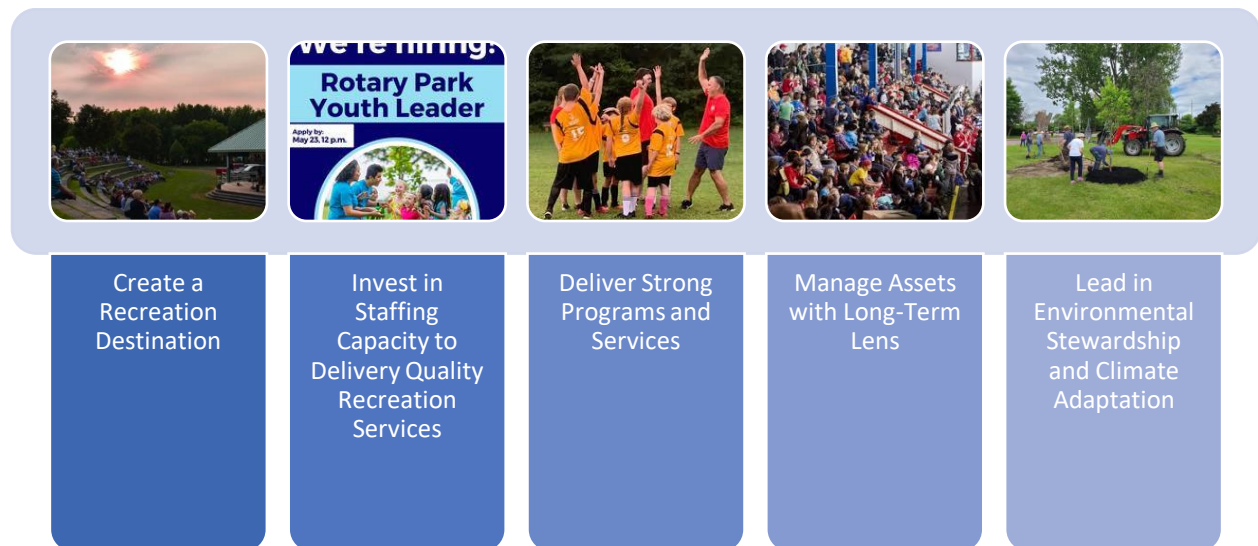 We're hiring!
Rotary Park
Youth Leader
Apply by:
May 23, 12 p.m.
Create a
Recreation
Destination
Invest in
Staffing
Capacity to
Delivery Quality
Recreation
Services
Deliver Strong
Programs and
Services
Manage Assets
with Long-Term
Lens
Lead in
Environmental
Stewardship
and Climate
Adaptation